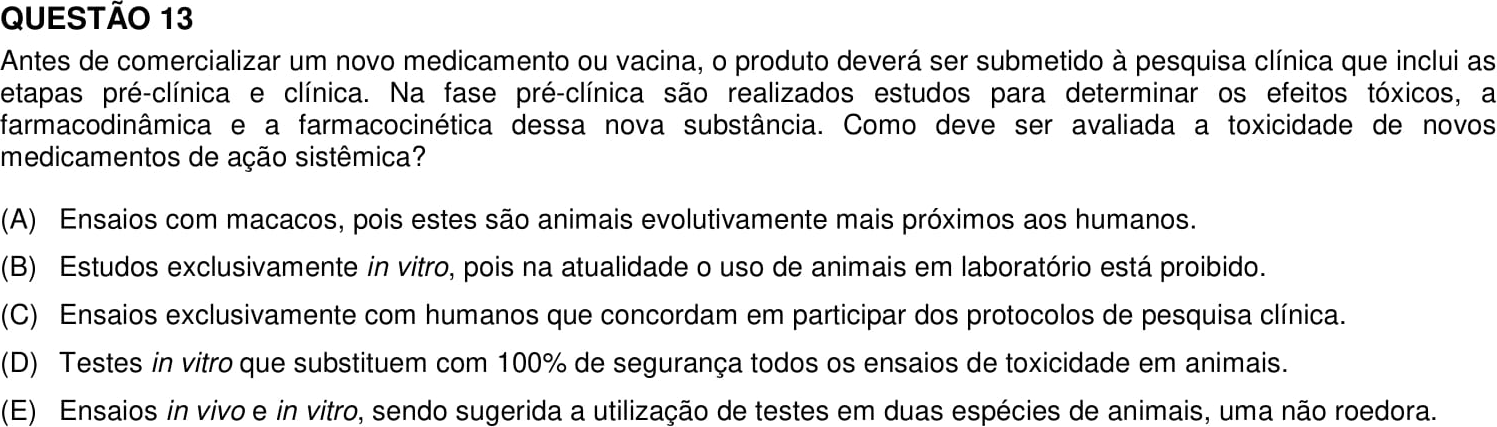 QUESTÃO 13
Antes de comercializar um novo medicamento ou vacina, o produto deverá ser submetido à pesquisa clínica que inclui as
etapas pré-clínica e clínica. Na fase pré-clínica são realizados estudos para determinar os efeitos tóxicos, a
farmacodinâmica e a farmacocinética dessa nova substância. Como deve ser avaliada a toxicidade de novos
medicamentos de ação sistêmica?
(A) Ensaios com macacos, pois estes são animais evolutivamente mais próximos aos humanos.
(B) Estudos exclusivamente in vitro, pois na atualidade o uso de animais em laboratório está proibido.
(C) Ensaios exclusivamente com humanos que concordam em participar dos protocolos de pesquisa clínica.
(D) Testes in vitro que substituem com 100% de segurança todos os ensaios de toxicidade em animais.
(E) Ensaios in vivo e in vitro, sendo sugerida a utilização de testes em duas espécies de animais, uma não roedora.